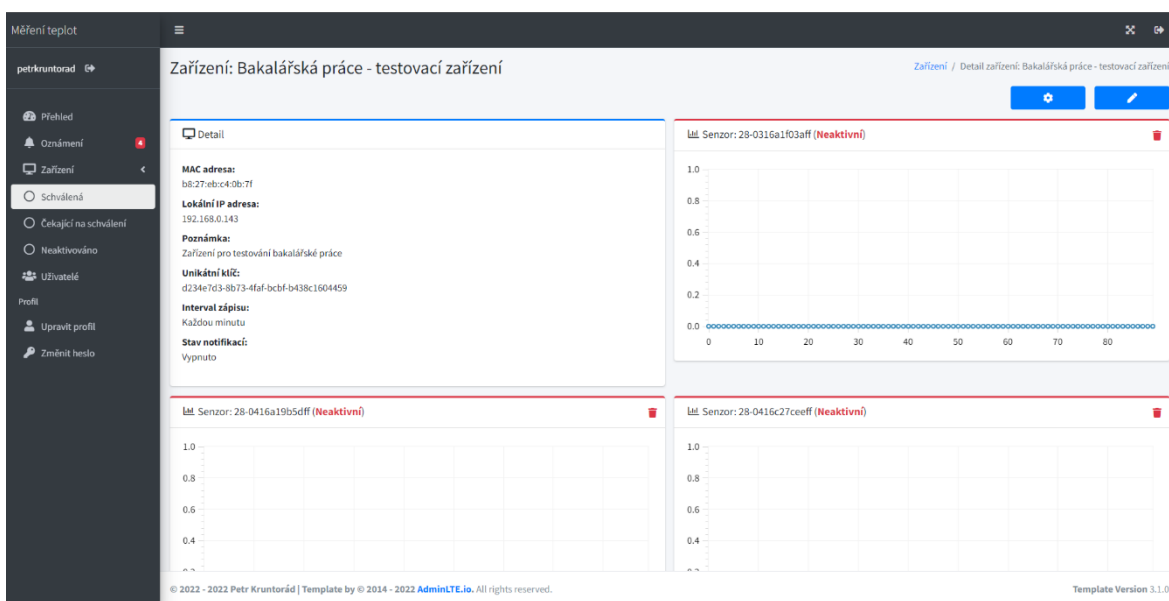 Měření teplot
petrkruntorad
Přehled
Oznámení 4
Zařízení
Schválená
Čekající na schválení
Neaktivováno
Uživatelé
Profil
Upravit profil
Změnit heslo
Zařízení: Bakalářská práce - testovací zařízení
Zařízení / Detail zařízení: Bakalářská práce - testovací zařízení
Detail
MAC adresa:
b8:27:eb:c4:0b:7f
Lokální IP adresa:
192.168.0.143
Poznámka:
Zařízení pro testování bakalářské práce
Unikátní klíč:
d234e7d3-8b73-4faf-bcbf-b438c1604459
Interval zápisu:
Každou minutu
Stav notifikací:
Vypnuto
Senzor: 28-0316a1f03aff (Neaktivní)
1.0
0.8
0.6
0.4
0.2
0.0
0 10 20 30 40 50 60 70 80
Senzor: 28-0416a19b5dff (Neaktivní)
1.0
0.8
0.6
0.4
Senzor: 28-0416c27ceeff (Neaktivní)
1.0
0.8
0.6
0.4
© 2022 - 2022 Petr Kruntorád | Template by © 2014 - 2022 AdminLTE.io. All rights reserved.
Template Version 3.1.0